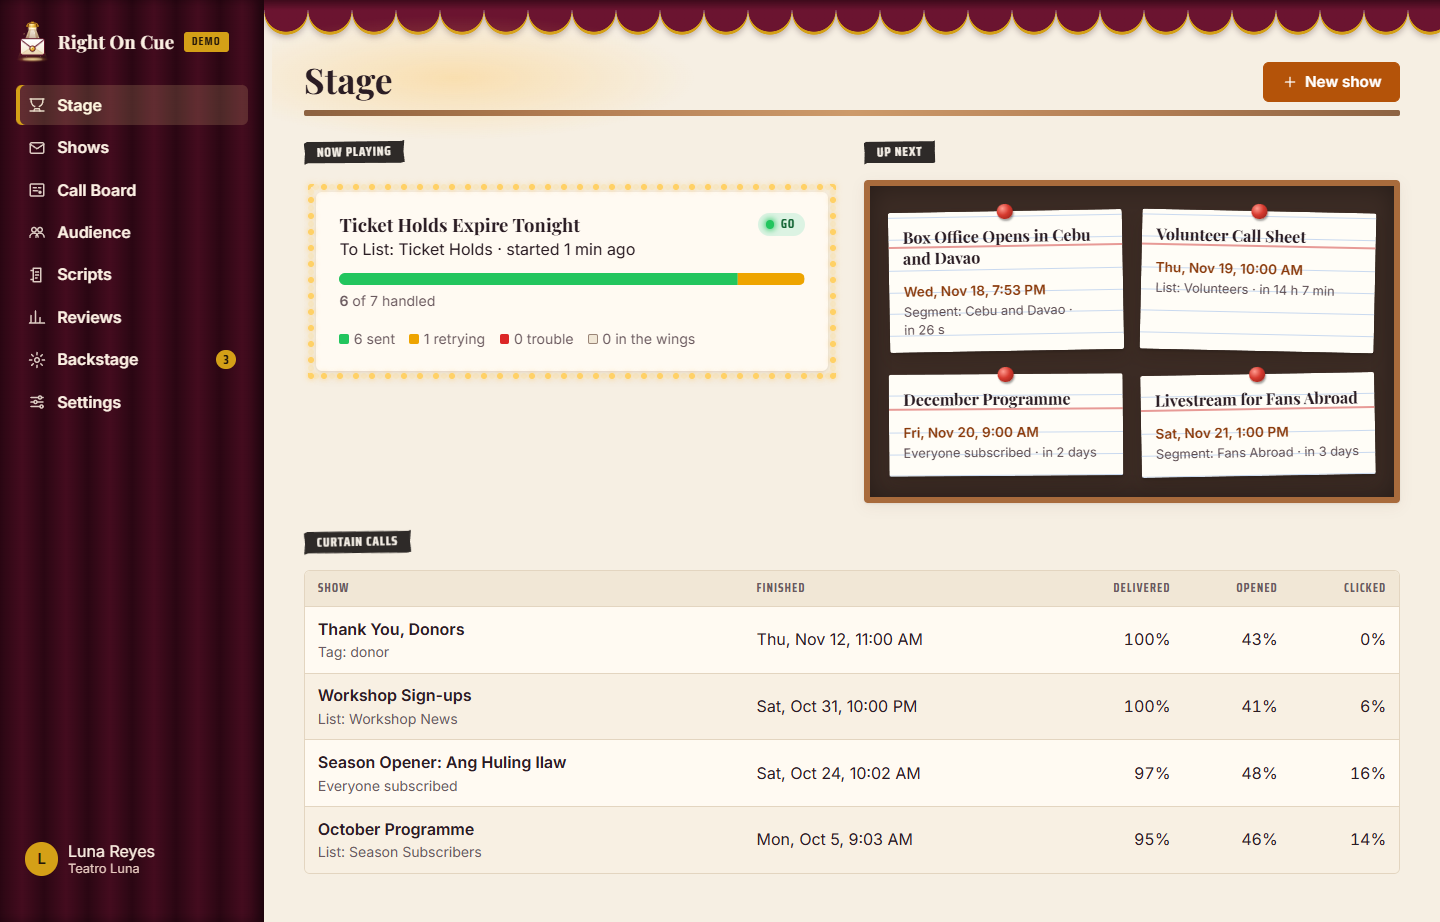 Right On Cue DEMO
Stage
Shows
Call Board
Audience
Scripts
Reviews
Backstage 3
Settings
L Luna Reyes
Teatro Luna
Stage
+ New show
NOW PLAYING
Ticket Holds Expire Tonight GO
To List: Ticket Holds · started 1 min ago
6 of 7 handled
6 sent 1 retrying 0 trouble 0 in the wings
UP NEXT
Box Office Opens in Cebu
and Davao
Wed, Nov 18, 7:53 PM
Segment: Cebu and Davao ·
in 26 s
Volunteer Call Sheet
Thu, Nov 19, 10:00 AM
List: Volunteers · in 14 h 7 min
December Programme
Fri, Nov 20, 9:00 AM
Everyone subscribed · in 2 days
Livestream for Fans Abroad
Sat, Nov 21, 1:00 PM
Segment: Fans Abroad · in 3 days
CURTAIN CALLS
SHOW FINISHED DELIVERED OPENED CLICKED
Thank You, Donors
Tag: donor
Thu, Nov 12, 11:00 AM 100% 43% 0%
Workshop Sign-ups
List: Workshop News
Sat, Oct 31, 10:00 PM 100% 41% 6%
Season Opener: Ang Huling Ilaw
Everyone subscribed
Sat, Oct 24, 10:02 AM 97% 48% 16%
October Programme
List: Season Subscribers
Mon, Oct 5, 9:03 AM 95% 46% 14%